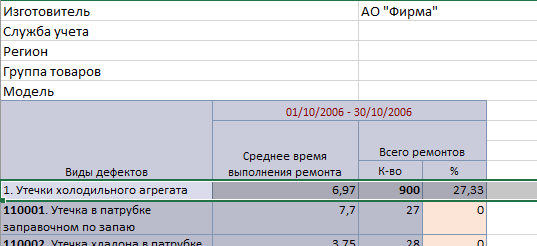 Изготовитель АО "Фирма"
Служба учета
Регион
Группа товаров
Модель
01/10/2006 - 30/10/2006
Виды дефектов Среднее время выполнения ремонта Всего ремонтов
К-во %
1. Утечки холодильного агрегата 6,97 900 27,33
110001. Утечка в патрубке 7,7 27 0
заправочном по запаю
110002. Утечка хладона в патрубке 3,75 28 0